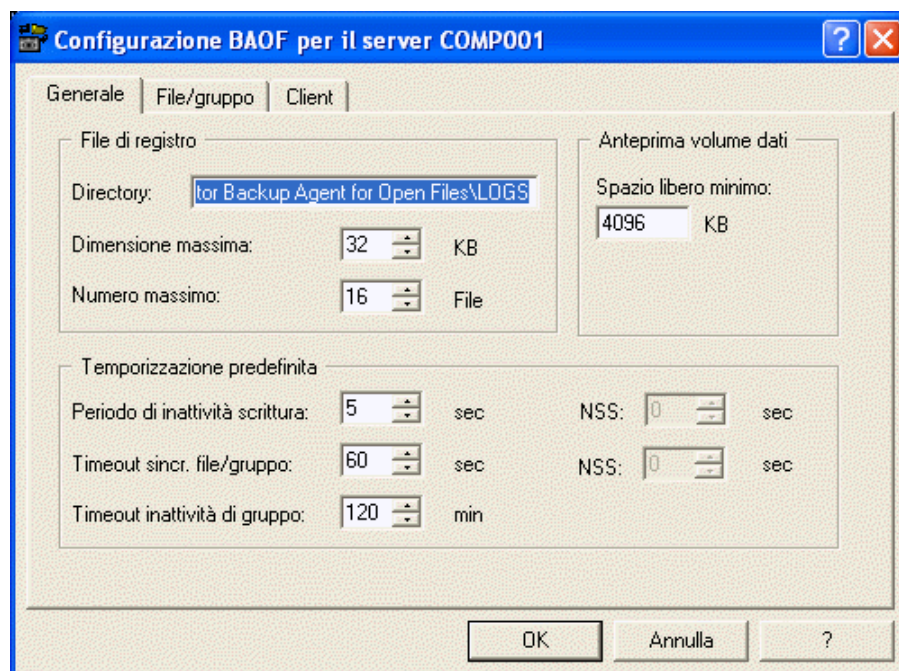 Configurazione BAOF per il server COMP001
Generale File/gruppo Client
File di registro
Directory: tor Backup Agent for Open Files\LOGS
Dimensione massima: 32 KB
Numero massimo: 16 File
Anteprima volume dati
Spazio libero minimo:
4096 KB
Temporizzazione predefinita
Periodo di inattività scrittura: 5 sec NSS: 0 sec
Timeout sincr. file/gruppo: 60 sec NSS: 0 sec
Timeout inattività di gruppo: 120 min
OK Annulla ?